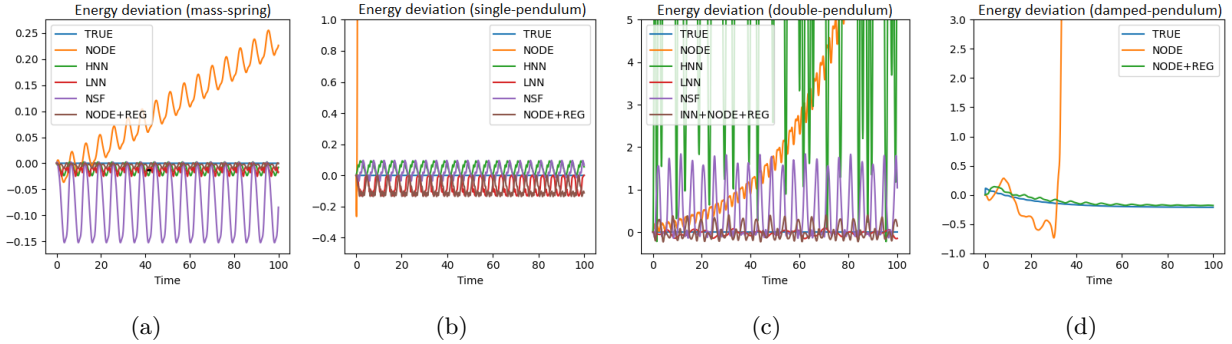 Energy deviation (mass-spring)
0.25
0.20
0.15
0.10
0.05
0.00
−0.05
−0.10
−0.15
0
20
40
60
80
100
Time
TRUE
NODE
HNN
LNN
NSF
NODE+REG
(a)
Energy deviation (single-pendulum)
1.0
0.8
0.6
0.4
0.2
0.0
−0.2
−0.4
0
20
40
60
80
100
Time
TRUE
NODE
HNN
LNN
NSF
NODE+REG
(b)
Energy deviation (double-pendulum)
5
4
3
2
1
0
0
20
40
60
80
100
Time
TRUE
NODE
HNN
LNN
NSF
INN+NODE+REG
(c)
Energy deviation (damped-pendulum)
3.0
2.5
2.0
1.5
1.0
0.5
0.0
−0.5
−1.0
0
20
40
60
80
100
Time
TRUE
NODE
NODE+REG
(d)